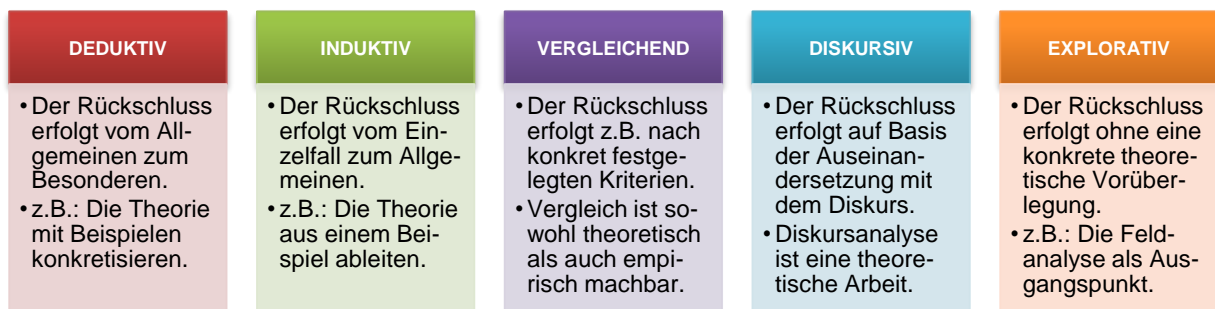 DEDUKTIV
• Der Rückschluss
erfolgt vom All-
gemeinen zum
Besonderen.
• z.B.: Die Theorie
mit Beispielen
konkretisieren.
INDUKTIV
• Der Rückschluss
erfolgt vom Ein-
zelfall zum Allge-
meinen.
• z.B.: Die Theorie
aus einem Bei-
spiel ableiten.
VERGLEICHEND
• Der Rückschluss
erfolgt z.B. nach
konkret festge-
legten Kriterien.
• Vergleich ist so-
wohl theoretisch
als auch empi-
risch machbar.
DISKURSIV
• Der Rückschluss
erfolgt auf Basis
der Auseinan-
dersetzung mit
dem Diskurs.
• Diskursanalyse
ist eine theore-
tische Arbeit.
EXPLORATIV
• Der Rückschluss
erfolgt ohne eine
konkrete theore-
tische Vorüber-
legung.
• z.B.: Die Feld-
analyse als Aus-
gangspunkt.